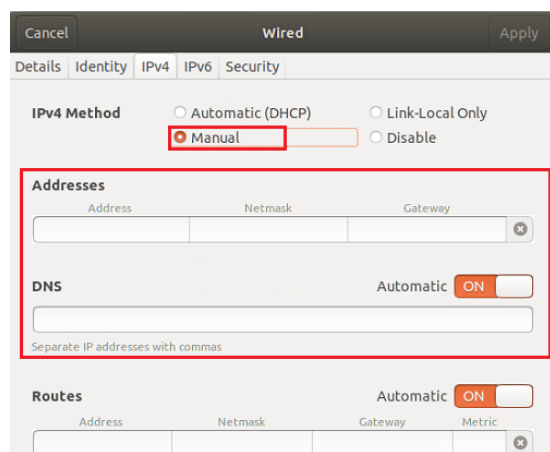 Cancel Wired Apply
Details Identity IPv4 IPv6 Security
IPv4 Method Automatic (DHCP) Link-Local Only
Manual Disable
Addresses
Address Netmask Gateway
DNS Automatic ON
Separate IP addresses with commas
Routes Automatic ON
Address Netmask Gateway Metric